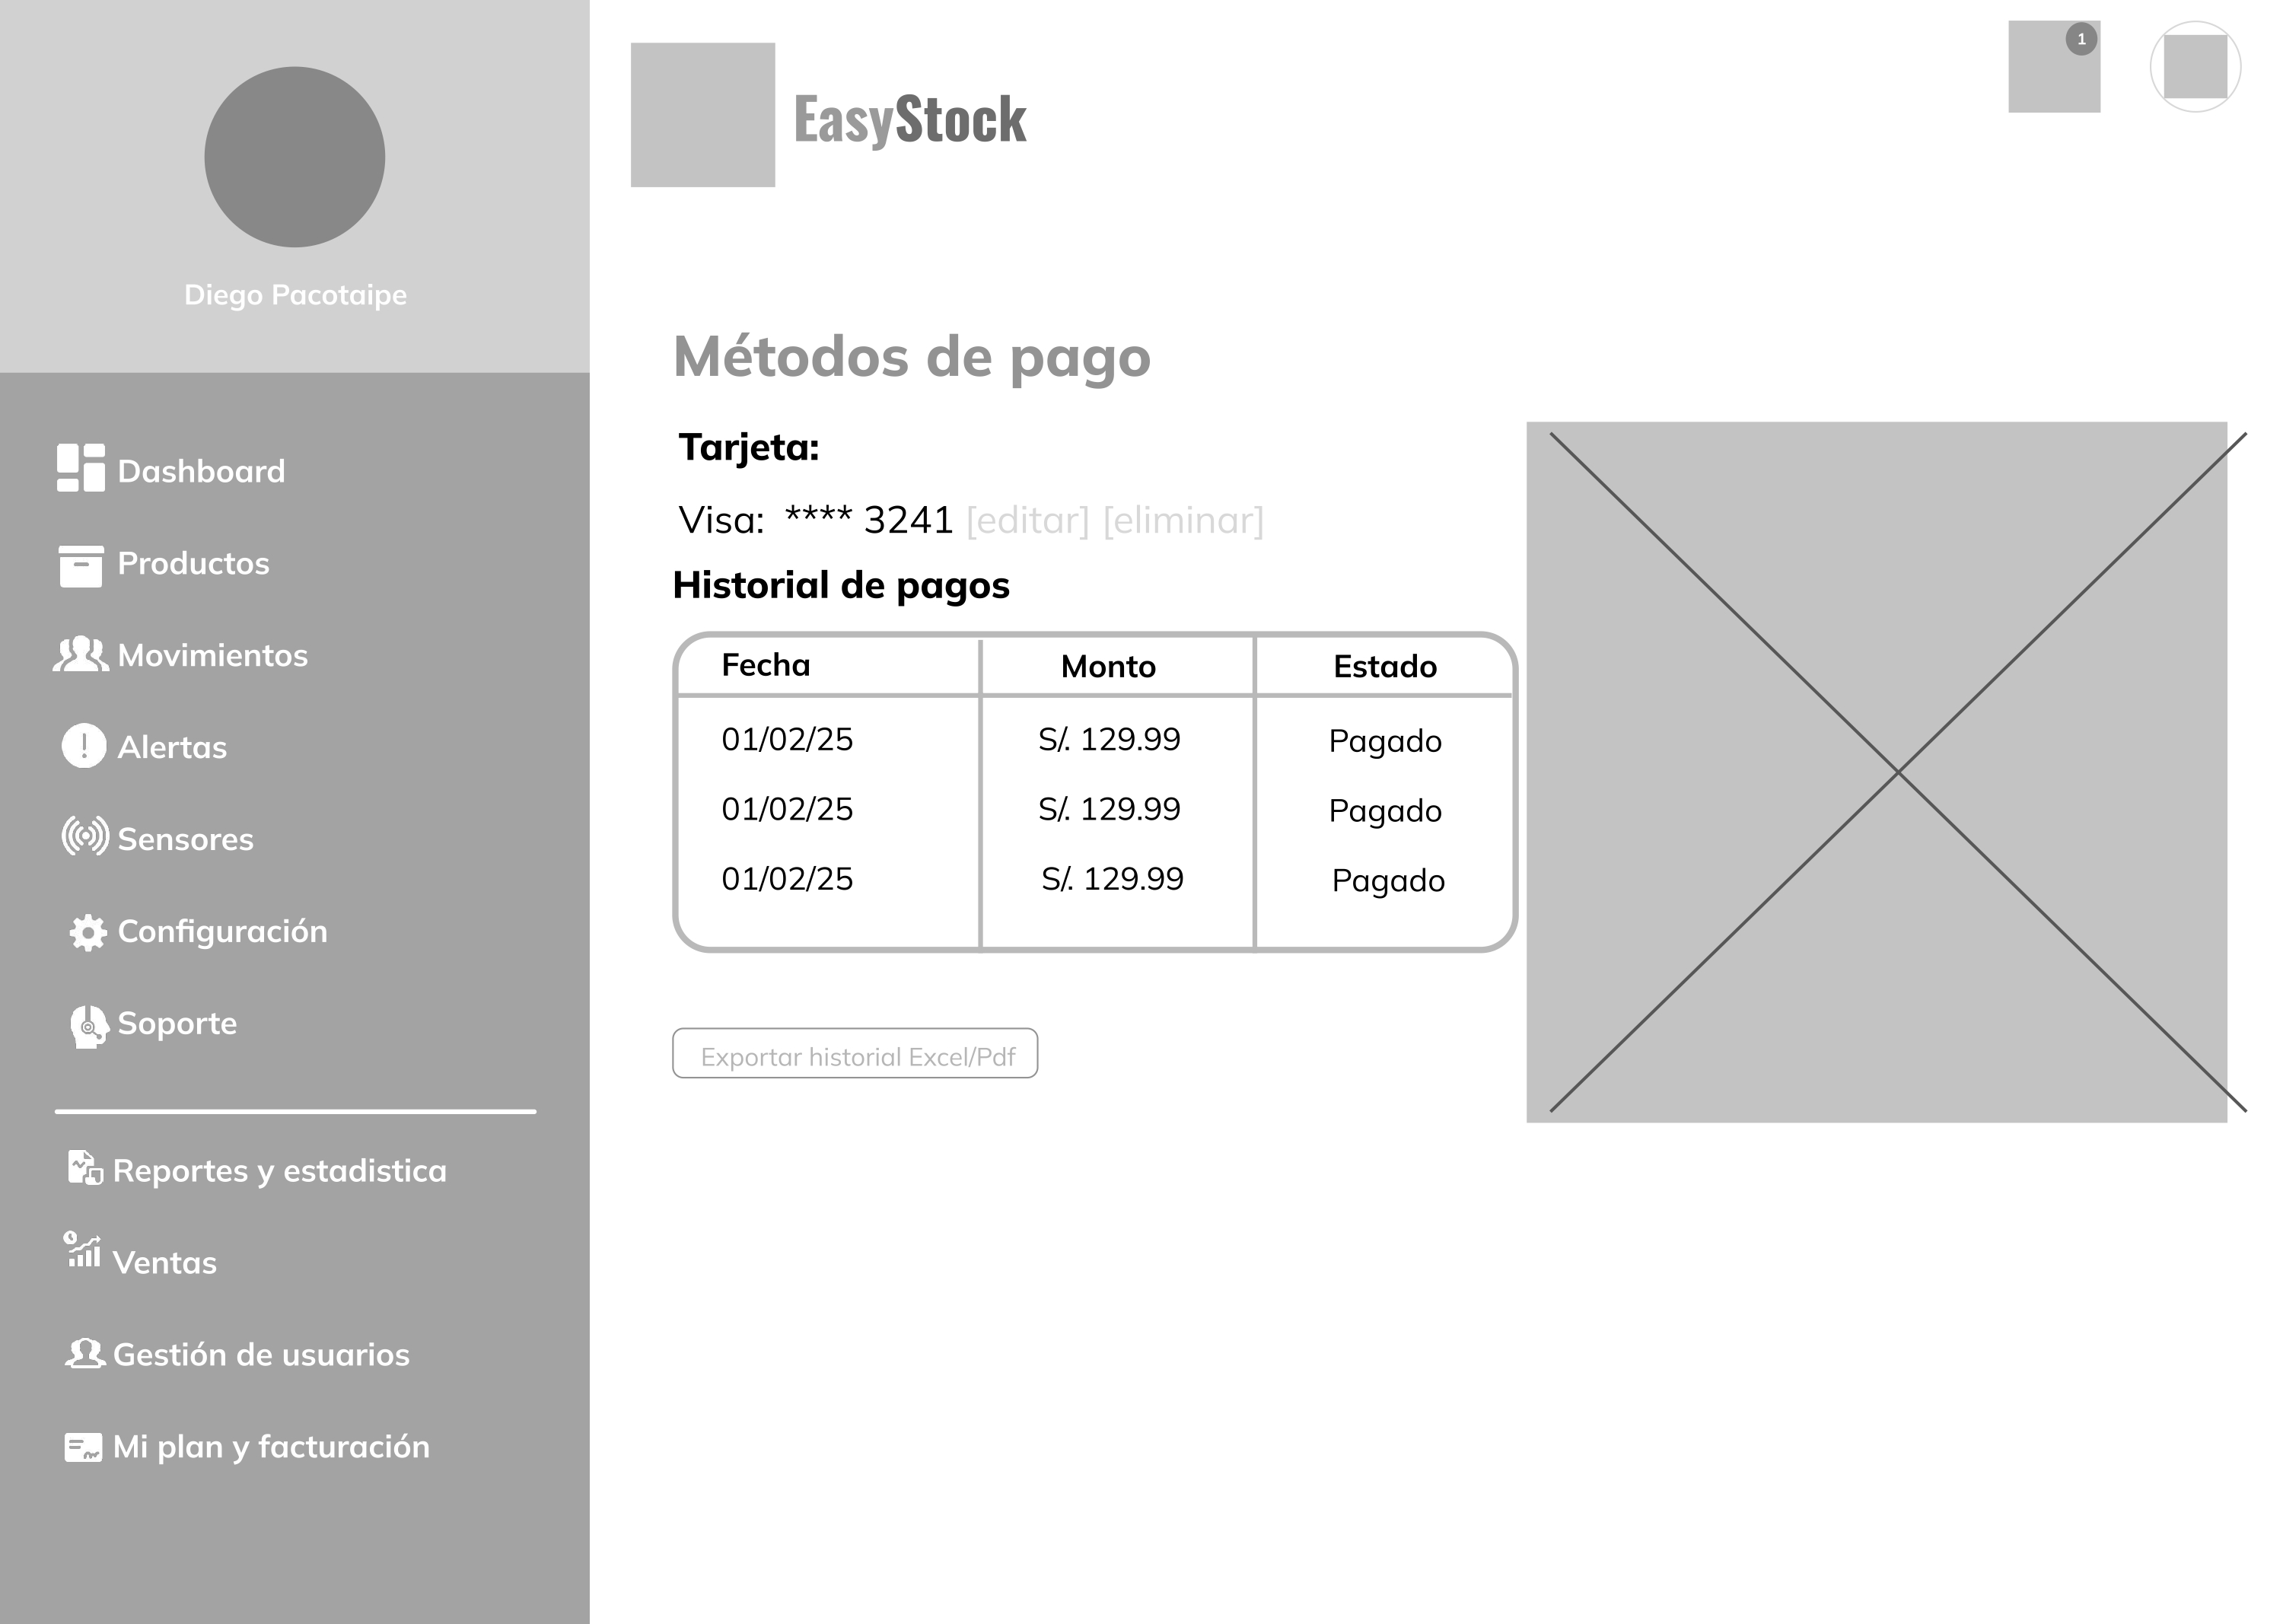 Diego Pacotaipe
Dashboard
Productos
Movimientos
Alertas
Sensores
Configuración
Soporte
Reportes y estadistica
Ventas
Gestión de usuarios
Mi plan y facturación
EasyStock
1
Métodos de pago
Tarjeta:
Visa: **** 3241 [editar] [eliminar]
Historial de pagos
Fecha Monto Estado
01/02/25 S/. 129.99 Pagado
01/02/25 S/. 129.99 Pagado
01/02/25 S/. 129.99 Pagado
Exportar historial Excel/Pdf